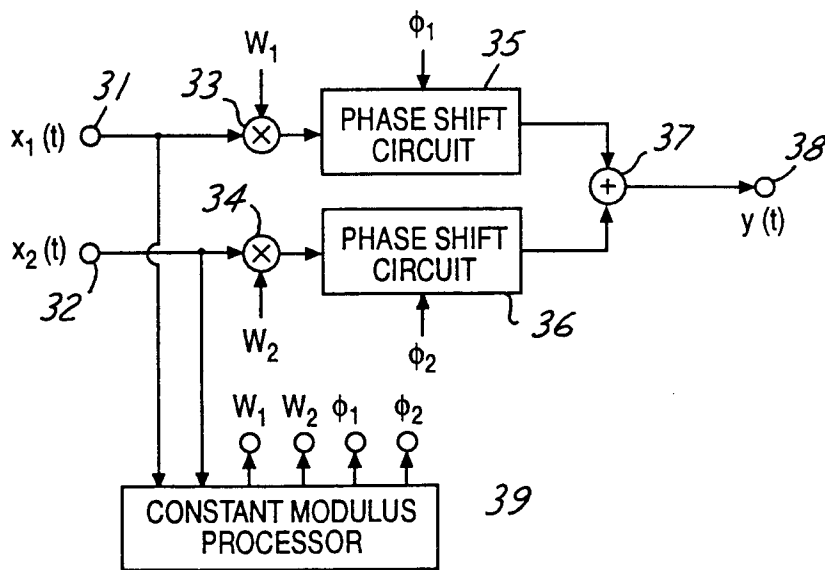 W₁
ϕ₁
35
31
33
x₁ (t)
PHASE SHIFT
CIRCUIT
37
38
34
y (t)
x₂ (t)
PHASE SHIFT
CIRCUIT
32
36
W₂
ϕ₂
W₁ W₂ ϕ₁ ϕ₂
CONSTANT MODULUS
PROCESSOR
39